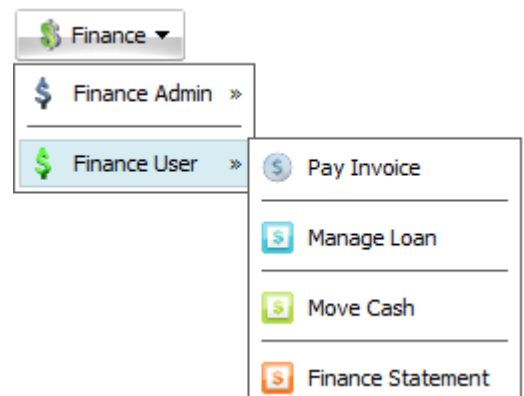 Finance
Finance Admin »
Finance User »
Pay Invoice
Manage Loan
Move Cash
Finance Statement